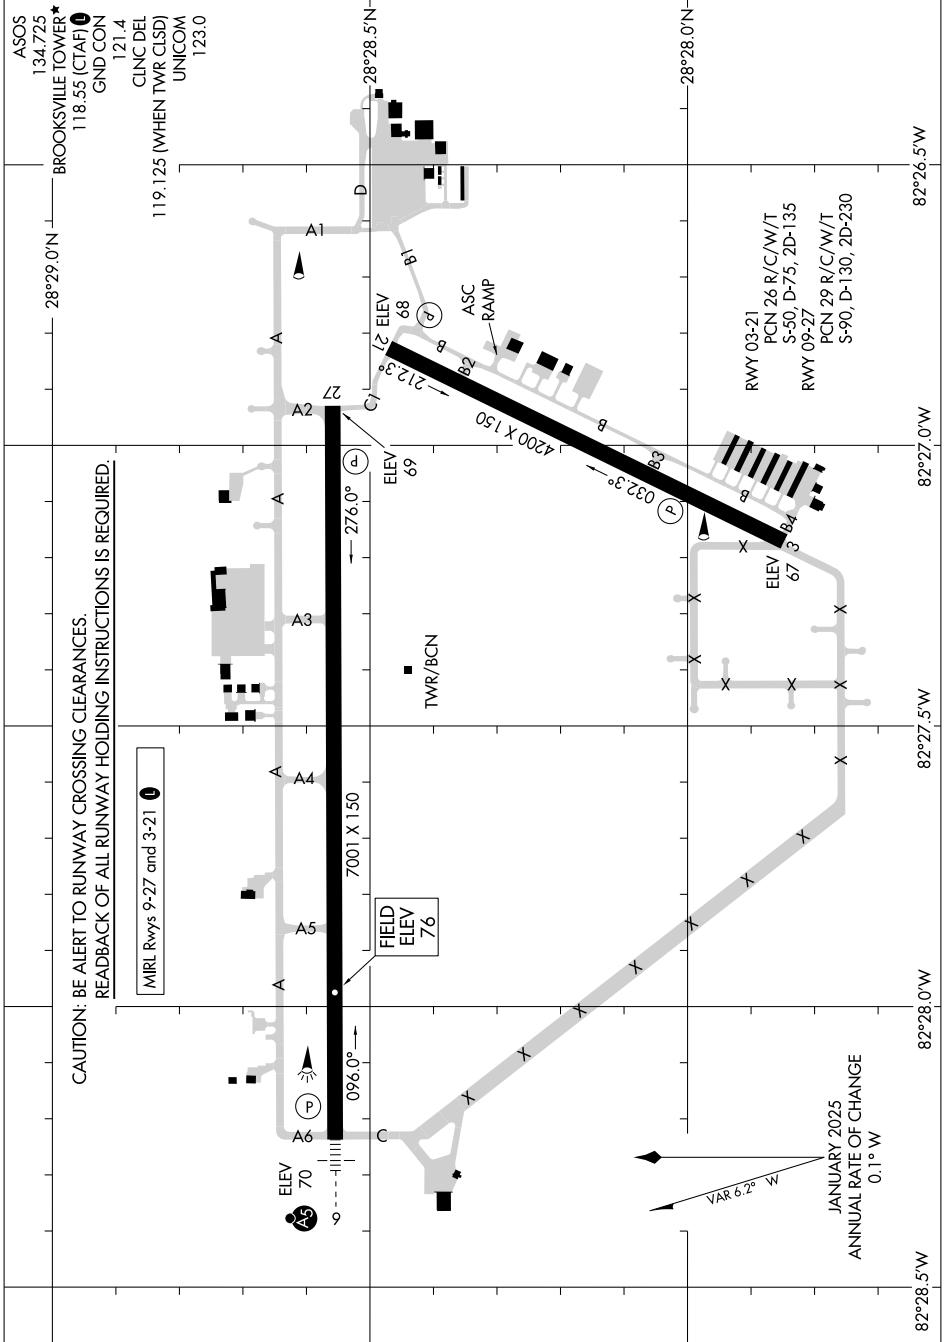 ASOS
134.725
BROOKSVILLE TOWER★
118.55 (CTAF) L
GND CON
121.4
CLNC DEL
119.125 (WHEN TWR CLSD)
UNICOM
123.0
28°29.0'N
28°28.5'N
28°28.0'N
CAUTION: BE ALERT TO RUNWAY CROSSING CLEARANCES.
READBACK OF ALL RUNWAY HOLDING INSTRUCTIONS IS REQUIRED.
MIRL Rwys 9-27 and 3-21 L
D
A1
B1
A
ELEV
68
P
ASC
RAMP
21
B
212.3°
B2
27
A2
C1
4200 X 150
B
ELEV
69
P
A
276.0°
B3
032.3°
P
B
B4
3
ELEV
67
X
X
X
X
X
X
X
X
X
A3
TWR/BCN
A
A4
7001 X 150
FIELD
ELEV
76
A5
A
096.0°
P
A6
C
ELEV
70
A5
9
X
X
X
X
X
X
X
RWY 03-21
PCN 26 R/C/W/T
S-50, D-75, 2D-135
RWY 09-27
PCN 29 R/C/W/T
S-90, D-130, 2D-230
82°26.5'W
82°27.0'W
82°27.5'W
82°28.0'W
82°28.5'W
VAR 6.2° W
JANUARY 2025
ANNUAL RATE OF CHANGE
0.1° W